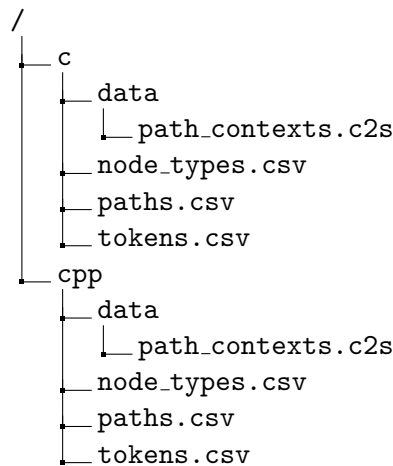 /
c
data
path_contexts.c2s
node_types.csv
paths.csv
tokens.csv
cpp
data
path_contexts.c2s
node_types.csv
paths.csv
tokens.csv